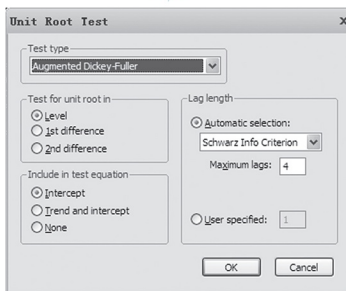 Unit Root Test
x
Test type
Augmented Dickey-Fuller
Test for unit root in
Level
1st difference
2nd difference
Include in test equation
Intercept
Trend and intercept
None
Lag length
Automatic selection:
Schwarz Info Criterion
Maximum lags: 4
User specified: 1
OK
Cancel